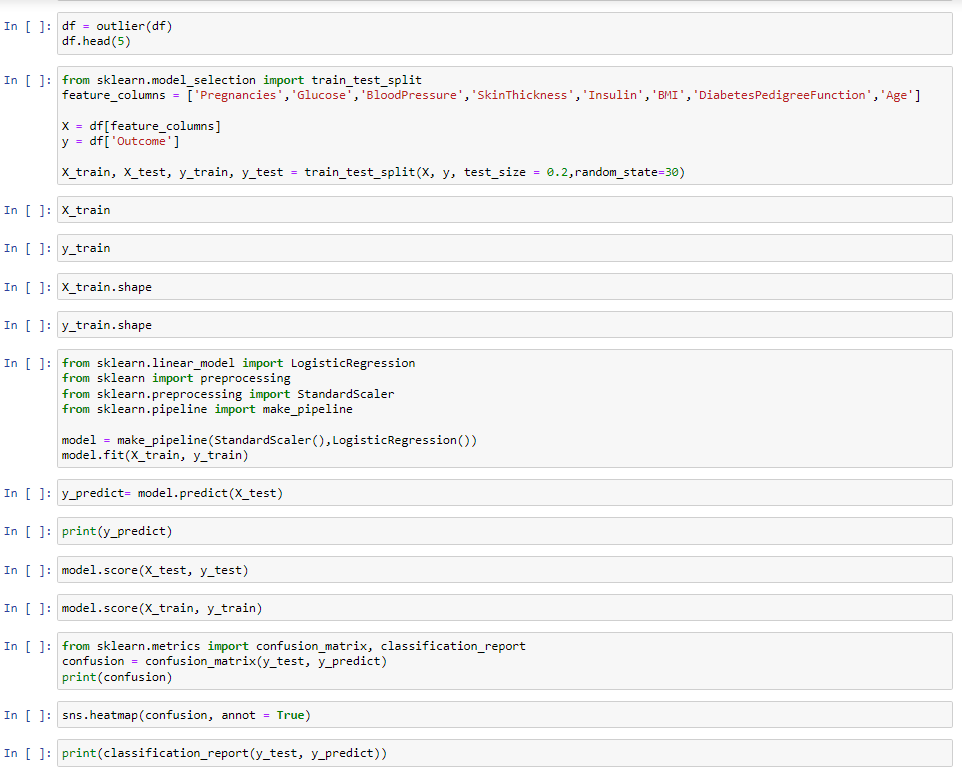 In [ ]: df = outlier(df)
df.head(5)
In [ ]: from sklearn.model_selection import train_test_split
feature_columns = ['Pregnancies','Glucose','BloodPressure','SkinThickness','Insulin','BMI','DiabetesPedigreeFunction','Age']
X = df[feature_columns]
y = df['Outcome']
X_train, X_test, y_train, y_test = train_test_split(X, y, test_size = 0.2,random_state=30)
In [ ]: X_train
In [ ]: y_train
In [ ]: X_train.shape
In [ ]: y_train.shape
In [ ]: from sklearn.linear_model import LogisticRegression
from sklearn import preprocessing
from sklearn.preprocessing import StandardScaler
from sklearn.pipeline import make_pipeline
model = make_pipeline(StandardScaler(),LogisticRegression())
model.fit(X_train, y_train)
In [ ]: y_predict= model.predict(X_test)
In [ ]: print(y_predict)
In [ ]: model.score(X_test, y_test)
In [ ]: model.score(X_train, y_train)
In [ ]: from sklearn.metrics import confusion_matrix, classification_report
confusion = confusion_matrix(y_test, y_predict)
print(confusion)
In [ ]: sns.heatmap(confusion, annot = True)
In [ ]: print(classification_report(y_test, y_predict))